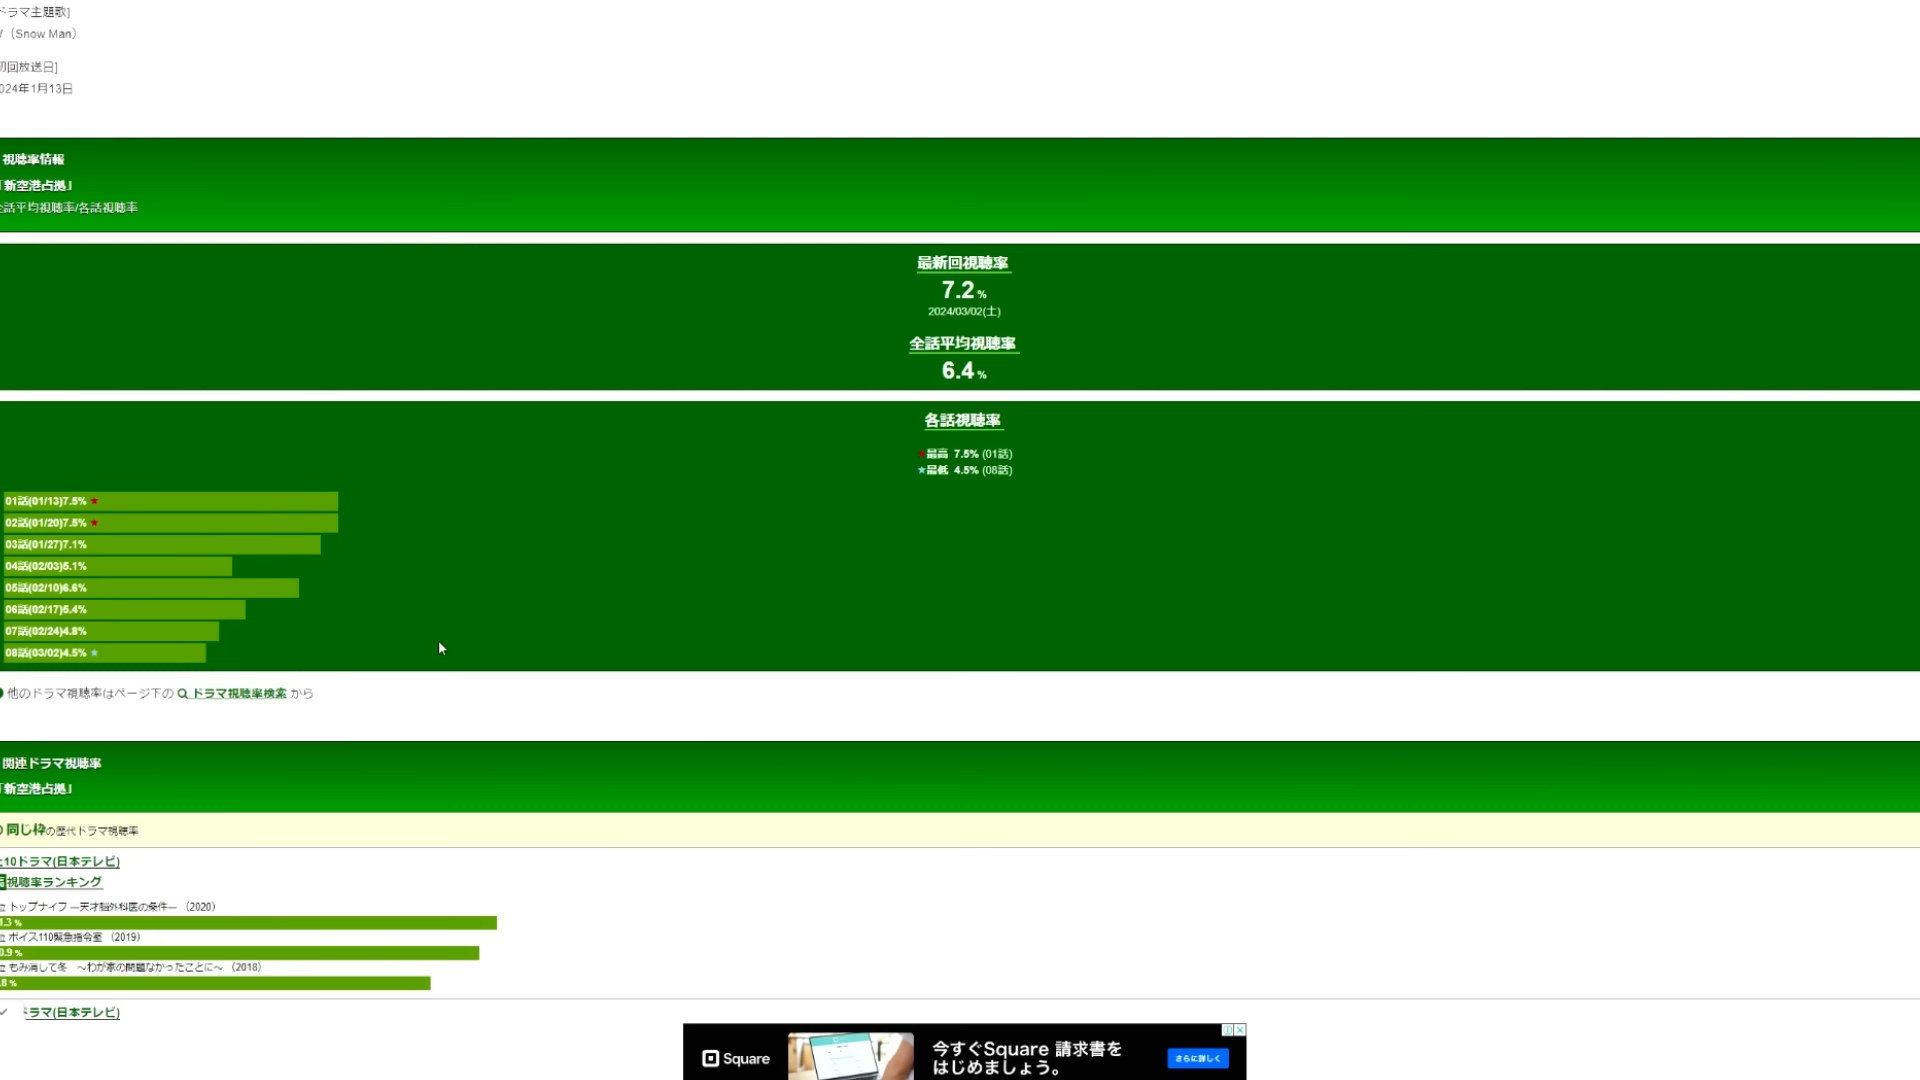 ドラマ主題歌]
（Snow Man）
回放送日]
024年1月13日
視聴率情報
「新空港占拠」
話平均視聴率/各話視聴率
最新回視聴率
7.2%
2024/03/02(土)
全話平均視聴率
6.4%
各話視聴率
★最高 7.5% (01話)
★最低 4.5% (08話)
01話(01/13)7.5% ★
02話(01/20)7.5% ★
03話(01/27)7.1%
04話(02/03)5.1%
05話(02/10)6.6%
06話(02/17)5.4%
07話(02/24)4.8%
08話(03/02)4.5% ★
他のドラマ視聴率はページ下の ドラマ視聴率検索 から
関連ドラマ視聴率
「新空港占拠」
同じ枠の歴代ドラマ視聴率
10ドラマ(日本テレビ)
視聴率ランキング
トップナイフ ―天才脳外科医の条件― （2020）
1.3 %
ボイス110緊急指令室 （2019）
0.9 %
もみ消して冬 ～わが家の問題なかったことに～ （2018）
.8 %
ドラマ(日本テレビ)
Square
今すぐSquare 請求書を
はじめましょう。
さらに詳しく